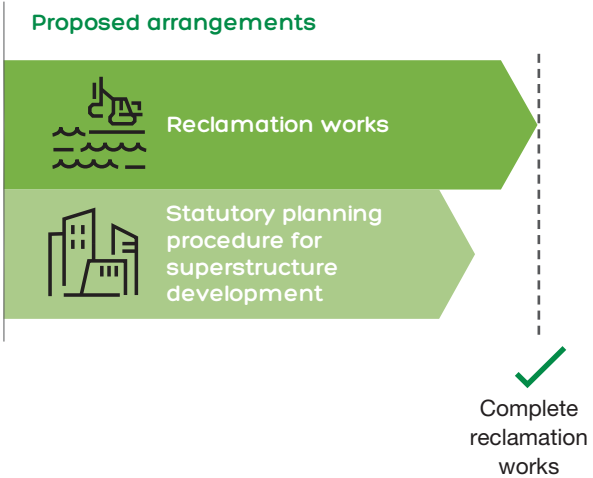 Proposed arrangements
Reclamation works
Statutory planning
procedure for
superstructure
development
Complete
reclamation
works